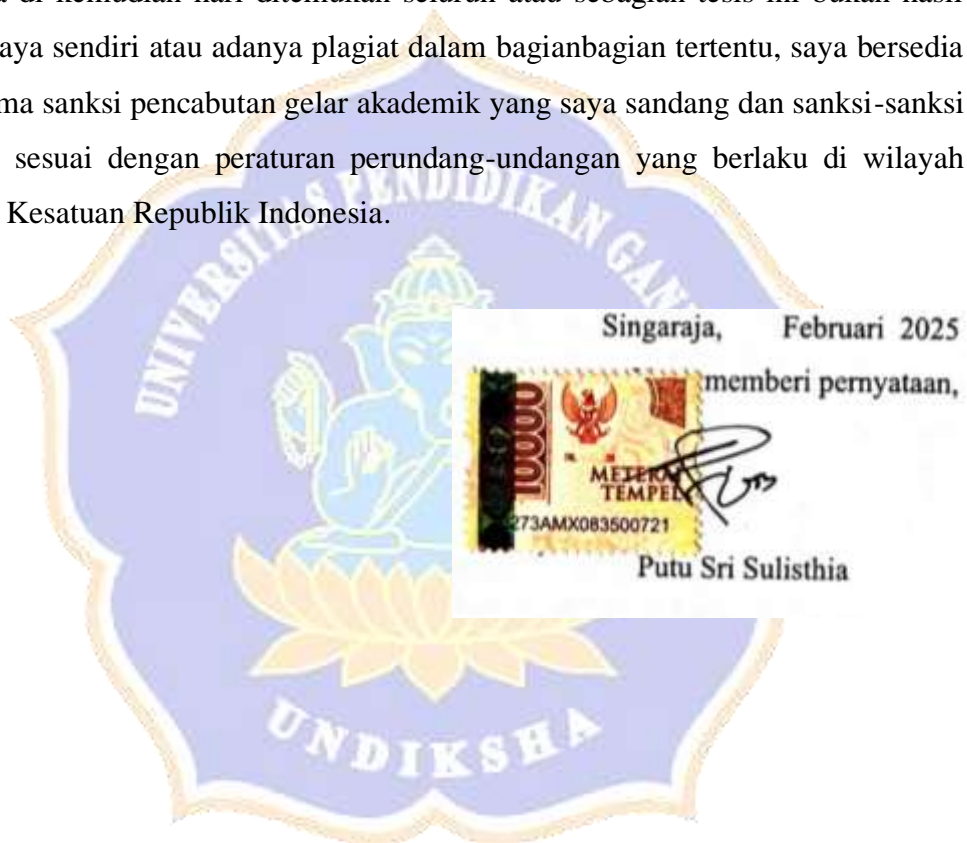 di kemudian hari ditemukan seluruh atau sebagian tesis ini bukan hasil
aya sendiri atau adanya plagiat dalam bagianbagian tertentu, saya bersedia
ma sanksi pencabutan gelar akademik yang saya sandang dan sanksi-sanksi
sesuai dengan peraturan perundang-undangan yang berlaku di wilayah
Kesatuan Republik Indonesia.
UNIVERSITAS PENDIDIKAN GAN
Singaraja, Februari 2025
memberi pernyataan,
10000
METERA
TEMPEL
273AMX083500721
Putu Sri Sulisthia
UNDIKSHA